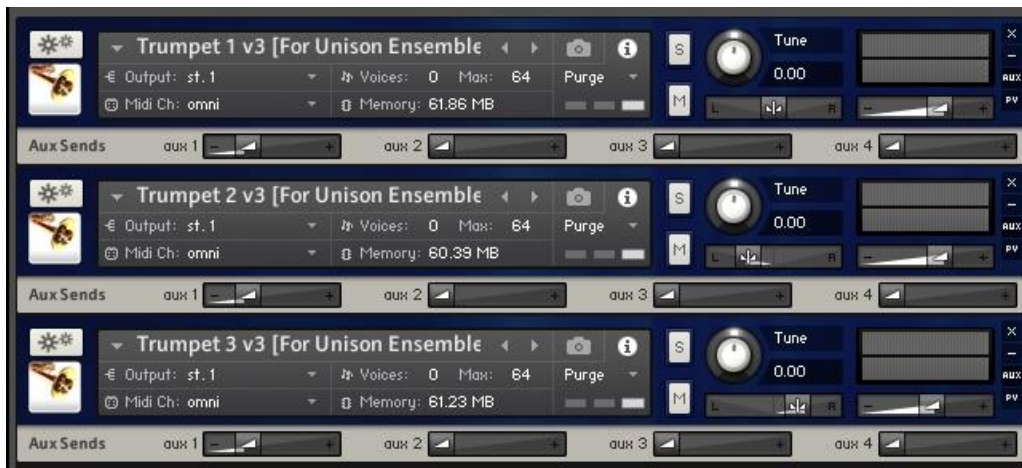 Trumpet 1 v3 [For Unison Ensemble
S
Tune
×
Output: st. 1 Voices: 0 Max: 64 Purge
0.00
AUX
Midi Ch: omni Memory: 61.86 MB
M
L R - +
PV
Aux Sends aux 1 - + aux 2 + aux 3 + aux 4 +
Trumpet 2 v3 [For Unison Ensemble
S
Tune
×
Output: st. 1 Voices: 0 Max: 64 Purge
0.00
AUX
Midi Ch: omni Memory: 60.39 MB
M
L R - +
PV
Aux Sends aux 1 - + aux 2 + aux 3 + aux 4 +
Trumpet 3 v3 [For Unison Ensemble
S
Tune
×
Output: st. 1 Voices: 0 Max: 64 Purge
0.00
AUX
Midi Ch: omni Memory: 61.23 MB
M
L R - +
PV
Aux Sends aux 1 - + aux 2 + aux 3 + aux 4 +